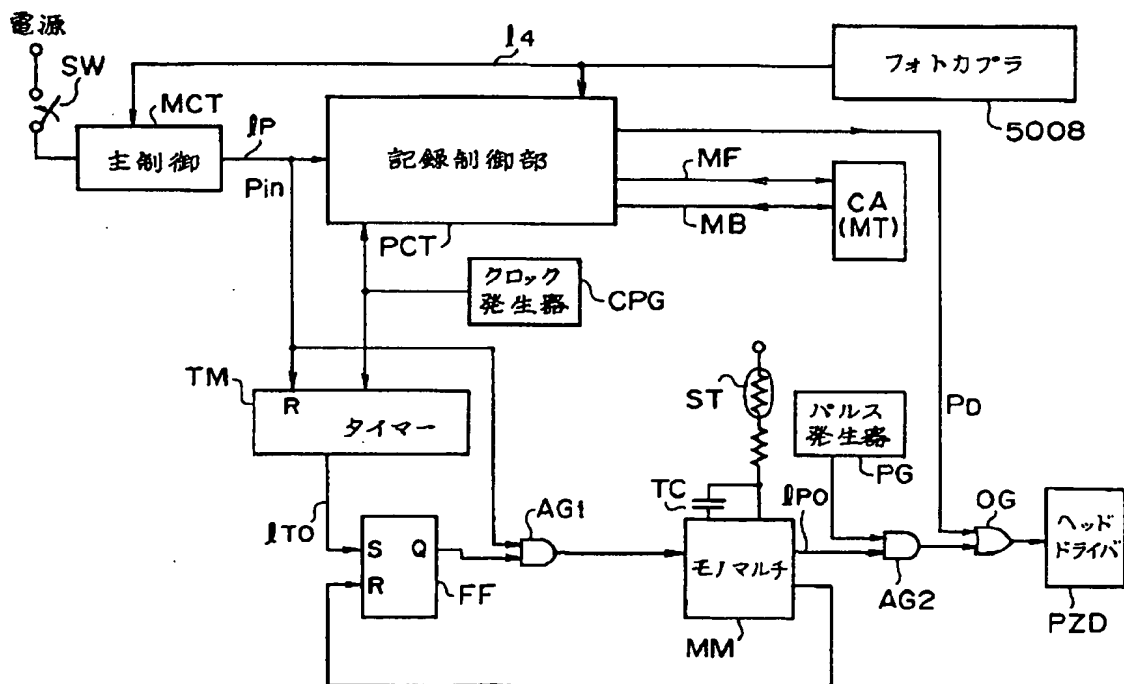 電源
SW
MCT
主制御
ℓP
Pin
ℓ4
フォトカプラ
5008
記録制御部
PCT
MF
MB
CA
(MT)
クロック
発生器
CPG
TM
R
タイマー
ℓTO
S
Q
R
FF
AG1
ST
TC
モノマルチ
MM
ℓPO
パルス
発生器
PG
PD
AG2
OG
ヘッド
ドライバ
PZD